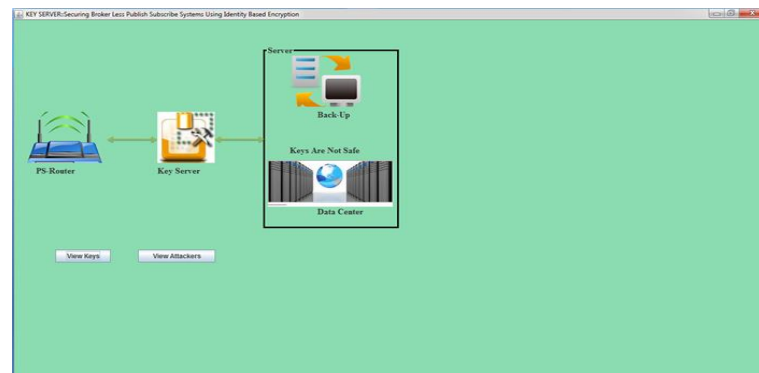 KEY SERVER::Securing Broker Less Publish Subscribe Systems Using Identity Based Encryption
Server
Back-Up
PS-Router
Key Server
Keys Are Not Safe
Data Center
View Keys
View Attackers